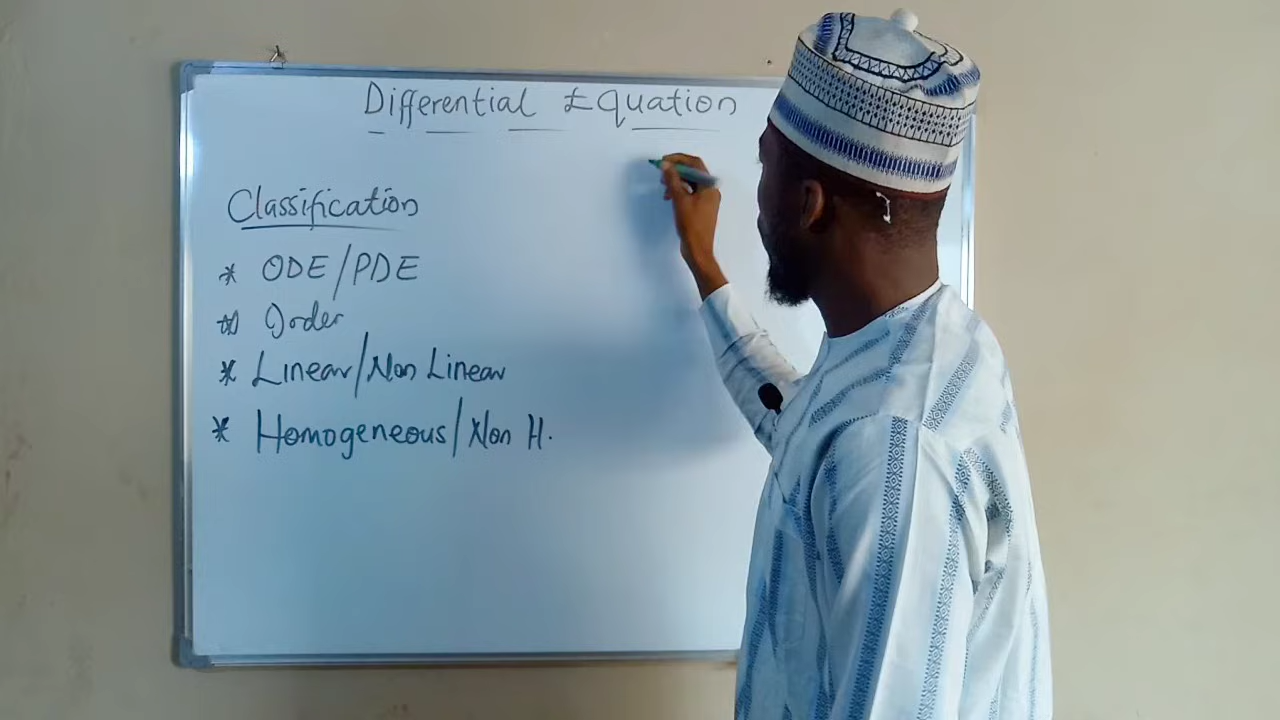 Differential Equation
Classification
* ODE/PDE
* Order
* Linear/Non Linear
* Homogeneous/Non H.